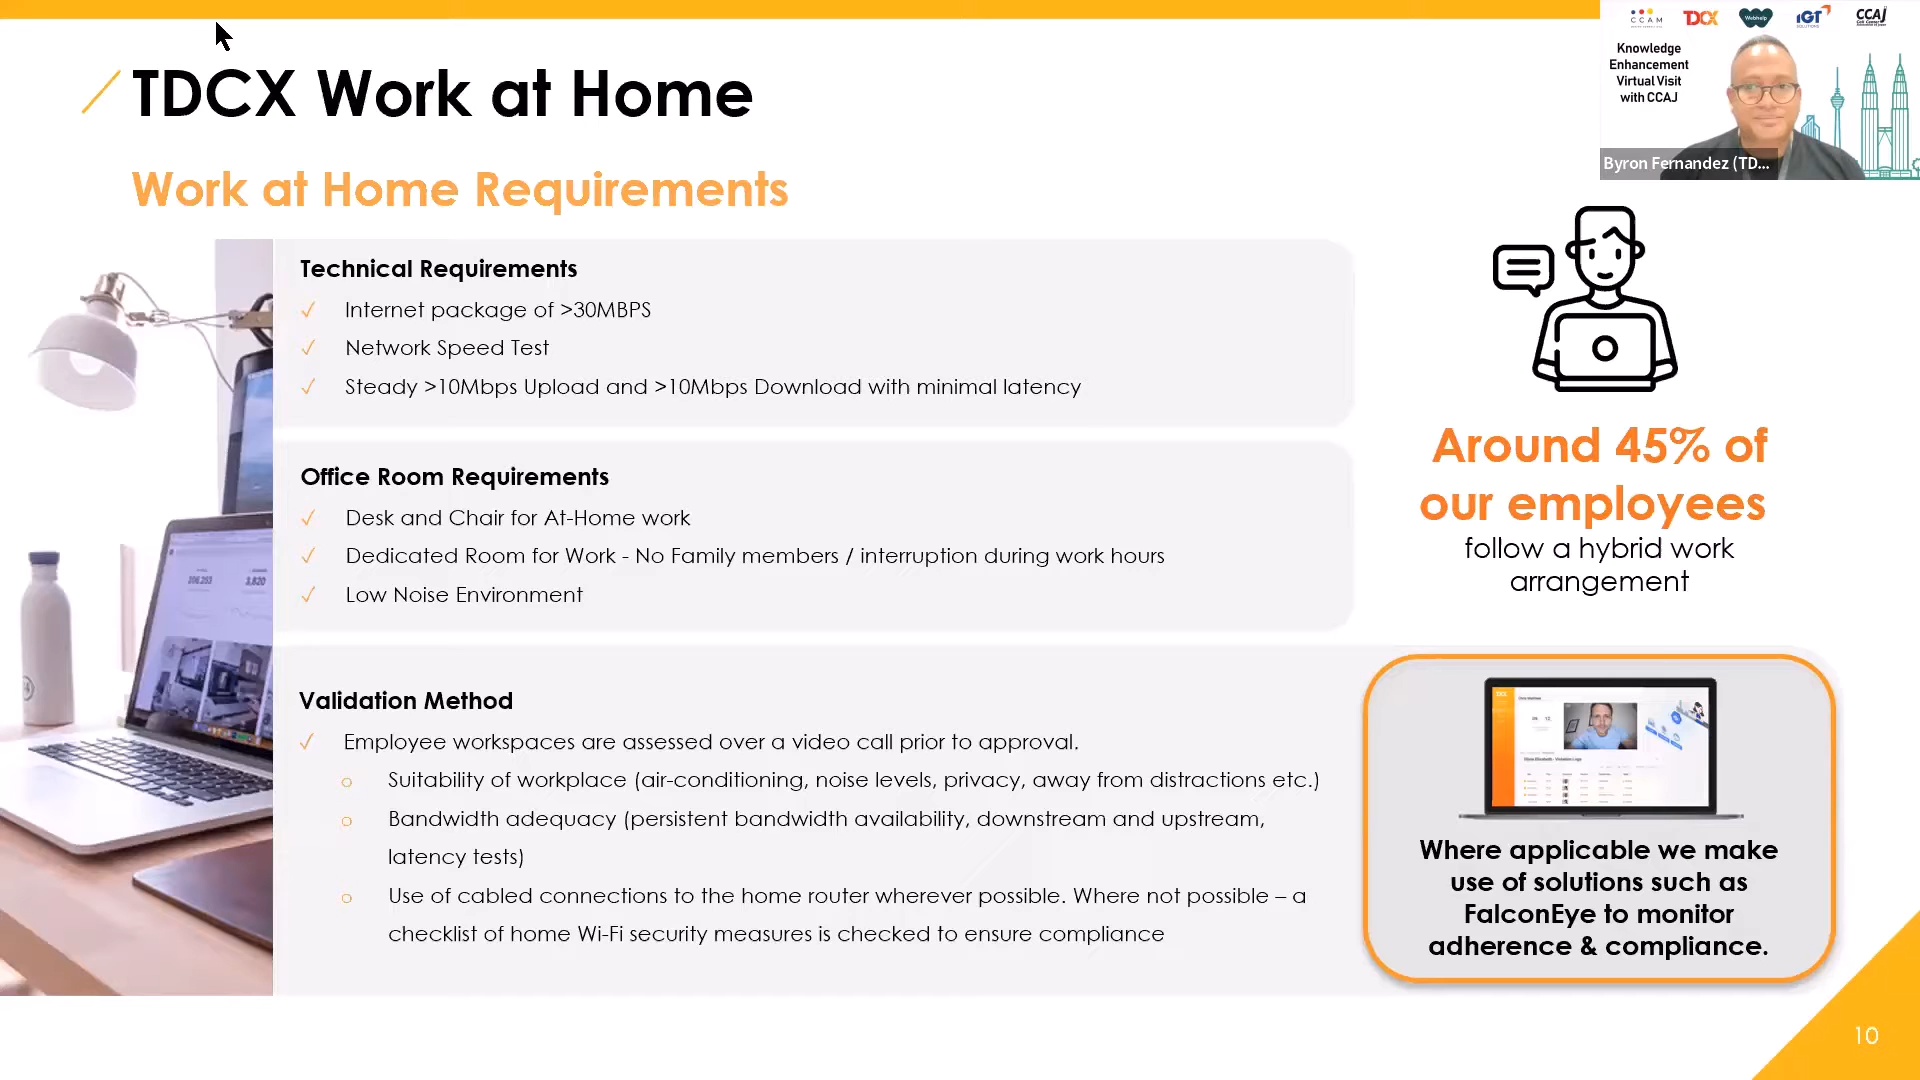 TDCX Work at Home
Work at Home Requirements
CCAM
TDCX
Webhelp
IGT
SOLUTIONS
CCAJ
Knowledge
Enhancement
Virtual Visit
with CCAJ
Byron Fernandez (TD...
Technical Requirements
✓ Internet package of >30MBPS
✓ Network Speed Test
✓ Steady >10Mbps Upload and >10Mbps Download with minimal latency
Office Room Requirements
✓ Desk and Chair for At-Home work
✓ Dedicated Room for Work - No Family members / interruption during work hours
✓ Low Noise Environment
Validation Method
✓ Employee workspaces are assessed over a video call prior to approval.
o Suitability of workplace (air-conditioning, noise levels, privacy, away from distractions etc.)
o Bandwidth adequacy (persistent bandwidth availability, downstream and upstream,
latency tests)
o Use of cabled connections to the home router wherever possible. Where not possible – a
checklist of home Wi-Fi security measures is checked to ensure compliance
Around 45% of
our employees
follow a hybrid work
arrangement
Where applicable we make
use of solutions such as
FalconEye to monitor
adherence & compliance.
10